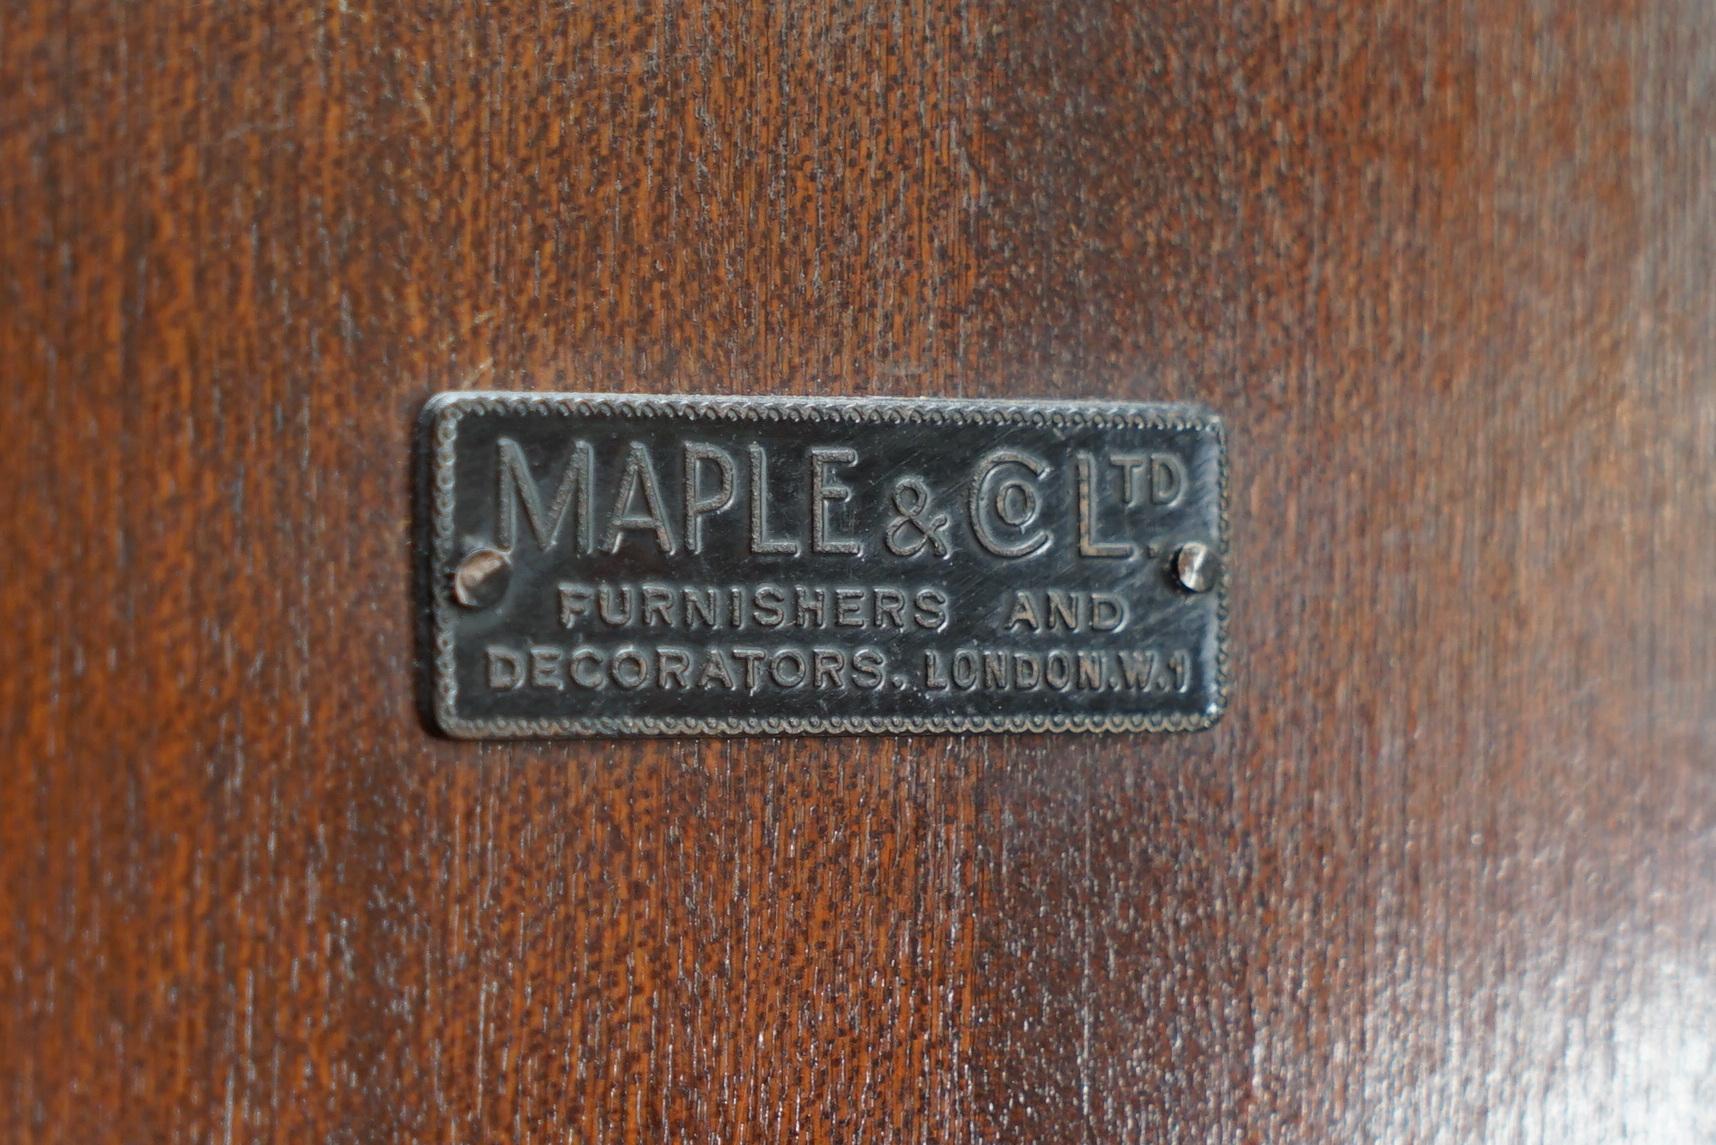 MAPLE & CO LTD.
FURNISHERS AND
DECORATORS. LONDON.W.1